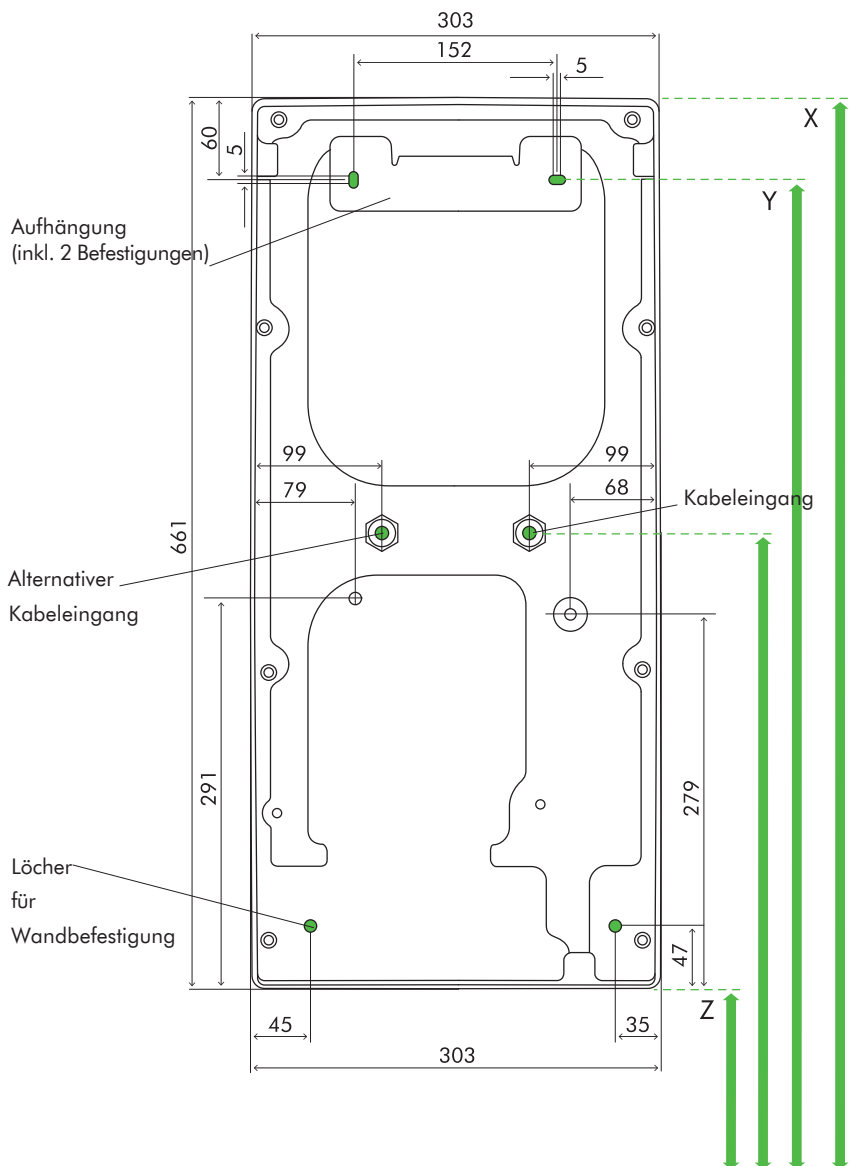 303
152
5
X
60
5
Y
Aufhängung
(inkl. 2 Befestigungen)
99
99
79
68
Kabeleingang
661
Alternativer
Kabeleingang
291
279
Löcher
für
Wandbefestigung
47
Z
45
35
303